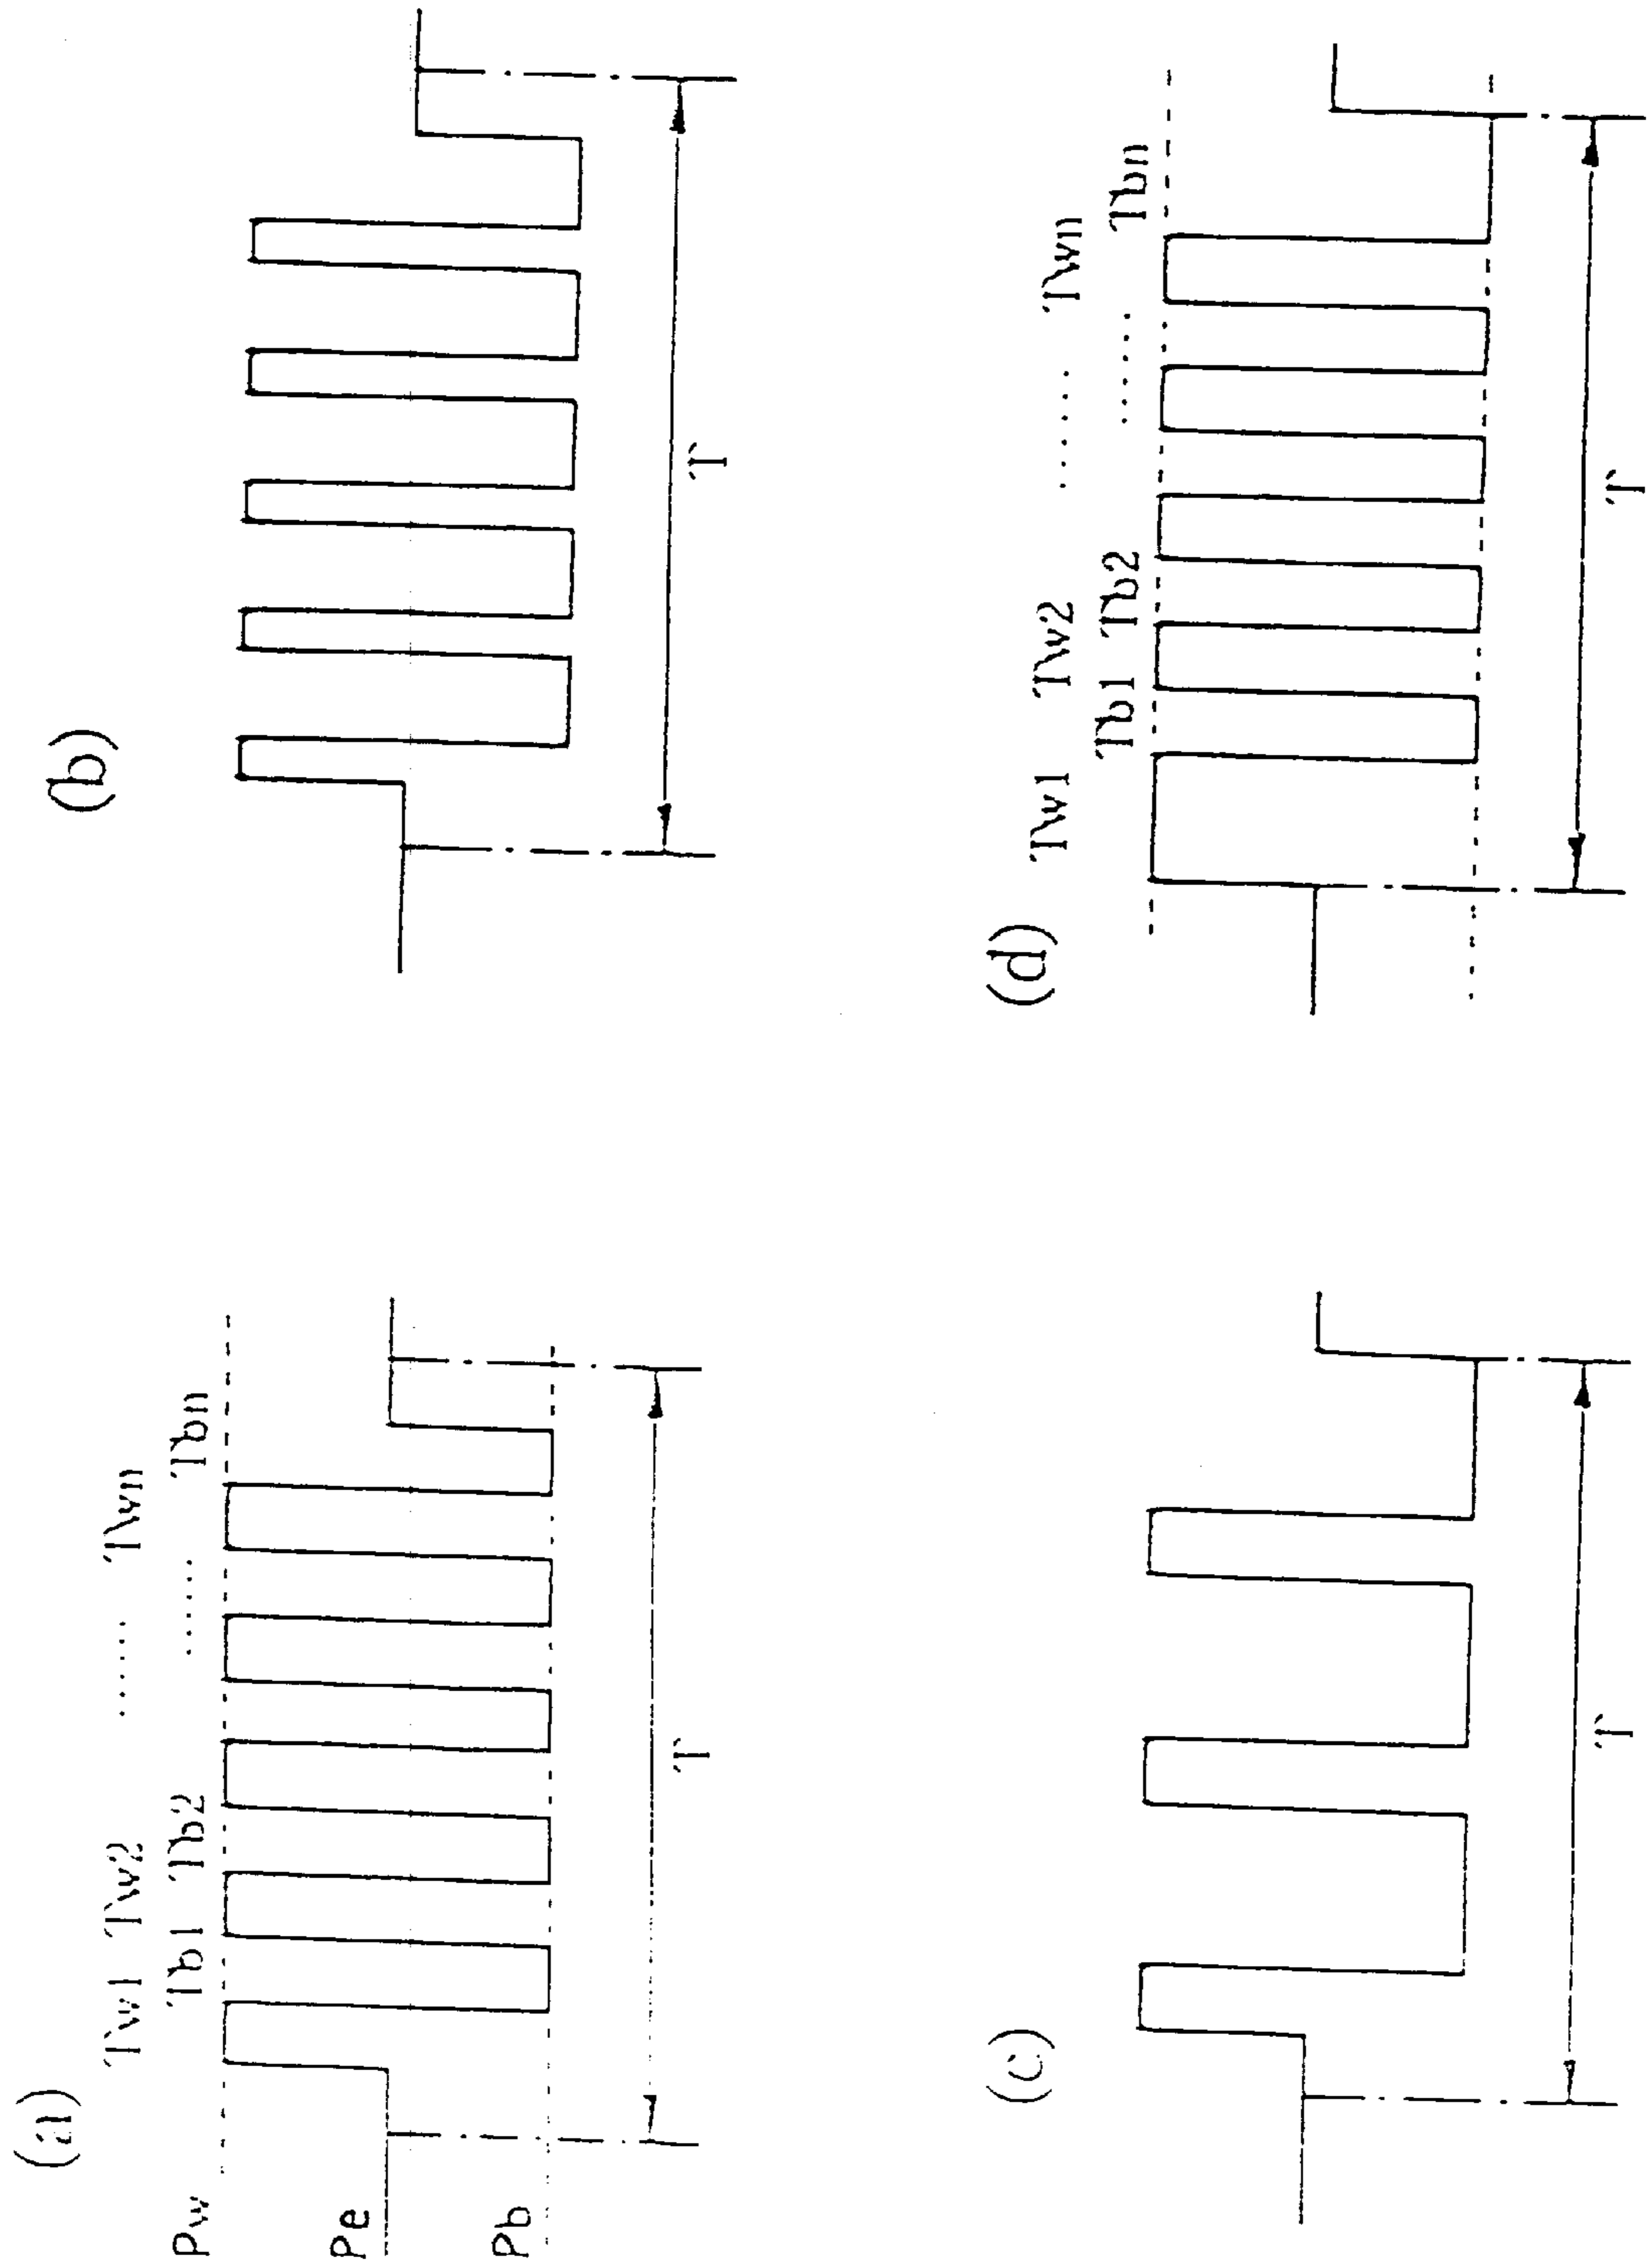 (a)
Tw1 Tw2 ...... Twn
Tb1 Tb2 ...... Tbn
Pw
Pe
Pb
T
(b)
T
(c)
T
(d)
Tw1 Tw2 ...... Twn
Tb1 Tb2 ...... Tbn
T